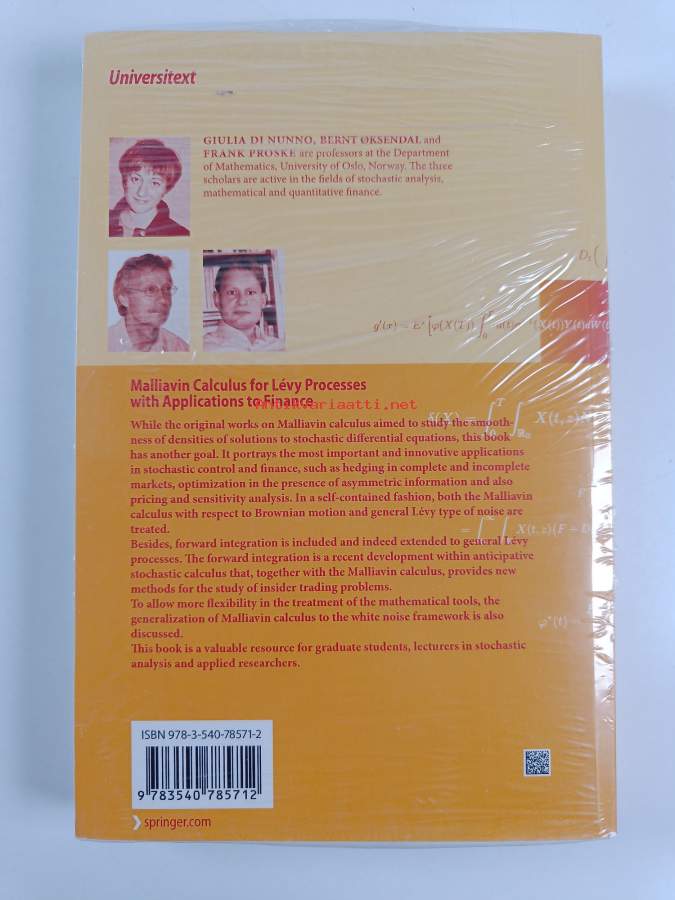 Universitext
GIULIA DI NUNNO, BERNT ØKSENDAL and
FRANK PROSKE are professors at the Department
of Mathematics, University of Oslo, Norway. The three
scholars are active in the fields of stochastic analysis,
mathematical and quantitative finance.
Malliavin Calculus for Lévy Processes
with Applications to Finance
Antikvariaatti.net
While the original works on Malliavin calculus aimed to study the smooth-
ness of densities of solutions to stochastic differential equations, this book
has another goal. It portrays the most important and innovative applications
in stochastic control and finance, such as hedging in complete and incomplete
markets, optimization in the presence of asymmetric information and also
pricing and sensitivity analysis. In a self-contained fashion, both the Malliavin
calculus with respect to Brownian motion and general Lévy type of noise are
treated.
Besides, forward integration is included and indeed extended to general Lévy
processes. The forward integration is a recent development within anticipative
stochastic calculus that, together with the Malliavin calculus, provides new
methods for the study of insider trading problems.
To allow more flexibility in the treatment of the mathematical tools, the
generalization of Malliavin calculus to the white noise framework is also
discussed.
This book is a valuable resource for graduate students, lecturers in stochastic
analysis and applied researchers.
ISBN 978-3-540-78571-2
9 783540 785712
springer.com